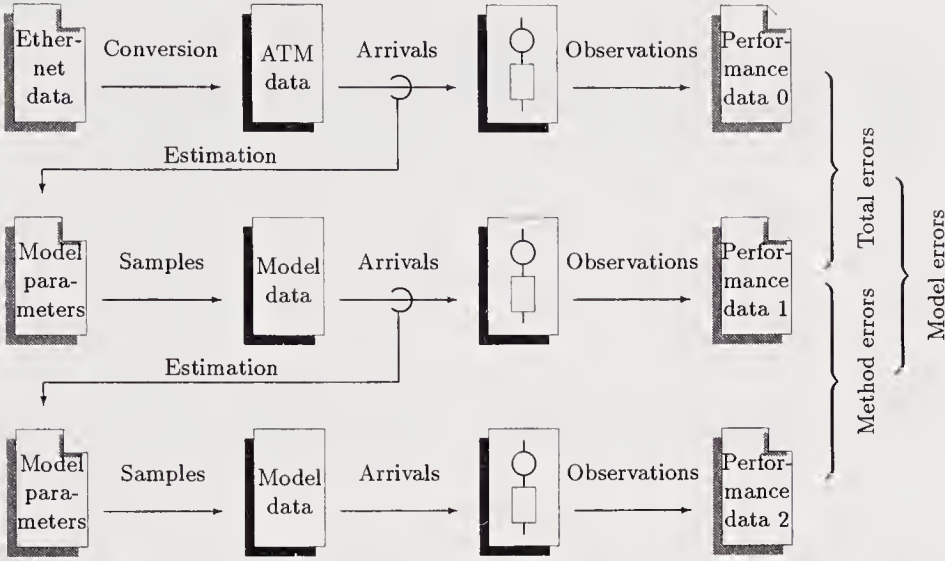 Ether-
net
data
Conversion
ATM
data
Arrivals
Observations
Perfor-
mance
data 0
Estimation
Model
para-
meters
Samples
Model
data
Arrivals
Observations
Perfor-
mance
data 1
Estimation
Model
para-
meters
Samples
Model
data
Arrivals
Observations
Perfor-
mance
data 2
Total errors
Method errors
Model errors